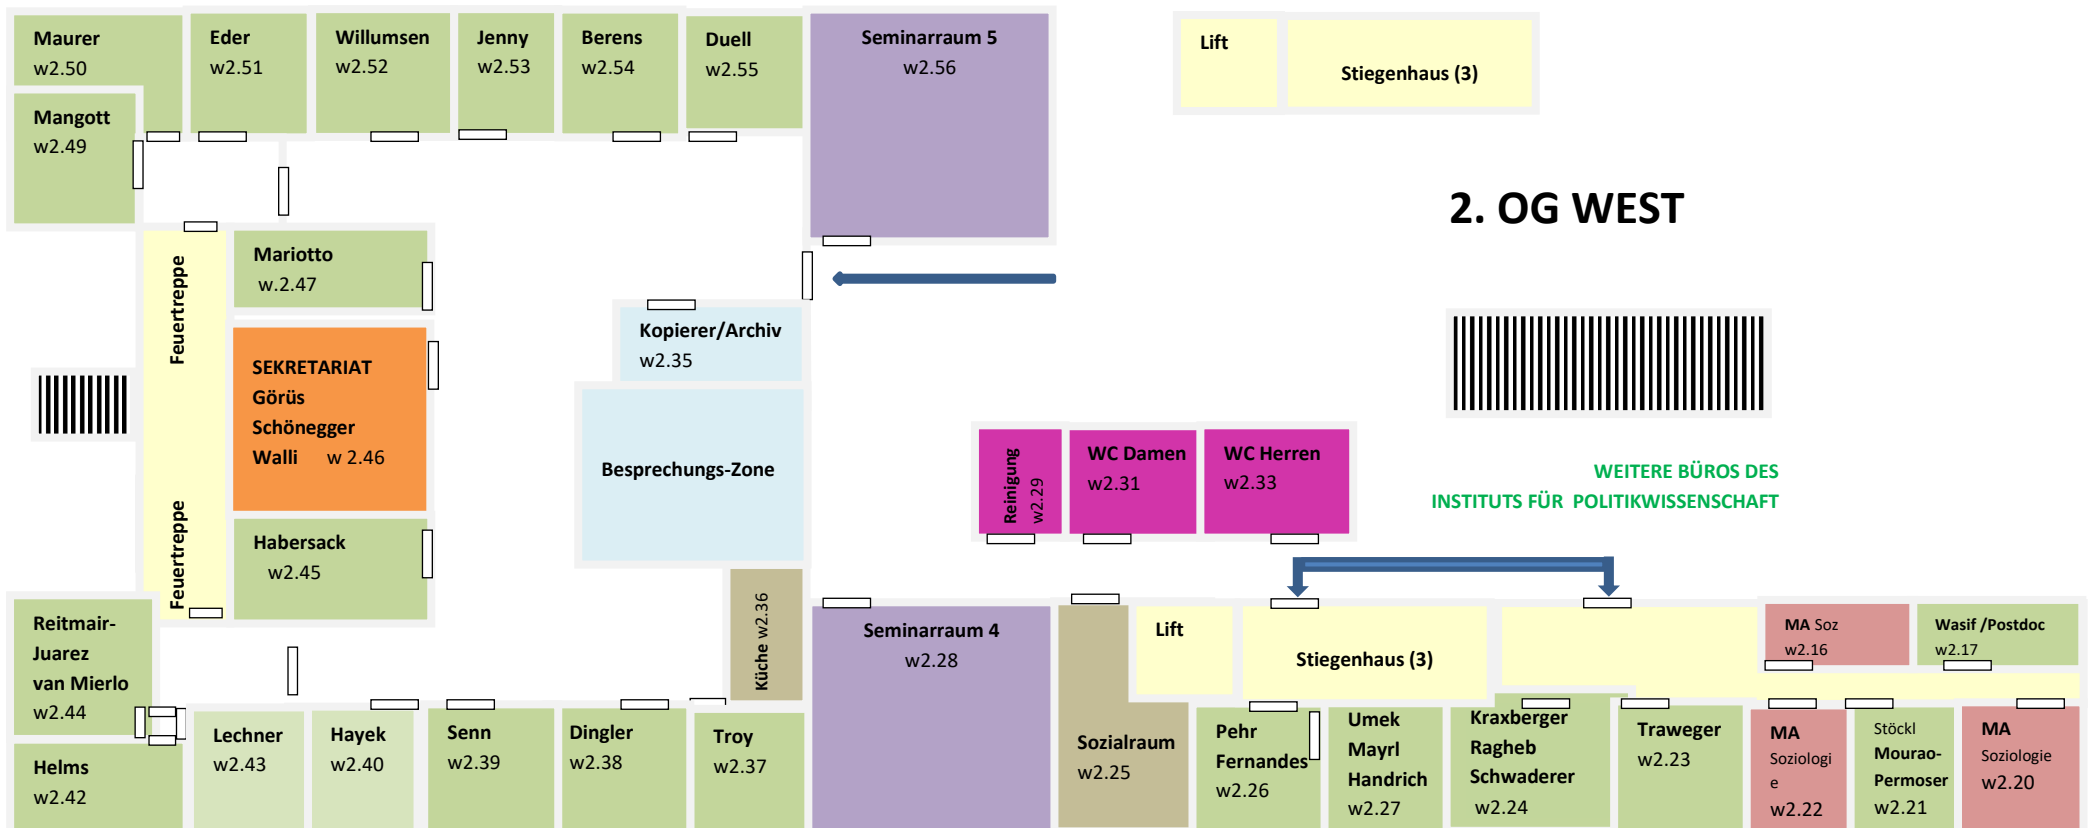 Maurer
w2.50
Eder
w2.51
Willumsen
w2.52
Jenny
w2.53
Berens
w2.54
Duell
w2.55
Seminarraum 5
w2.56
Lift
Stiegenhaus (3)
Mangott
w2.49
2. OG WEST
Feuertreppe
Mariotto
w.2.47
Kopierer/Archiv
w2.35
SEKRETARIAT
Görüs
Schönegger
Walli w 2.46
Besprechungs-Zone
Reinigung
w2.29
WC Damen
w2.31
WC Herren
w2.33
WEITERE BÜROS DES
INSTITUTS FÜR POLITIKWISSENSCHAFT
Feuertreppe
Habersack
w2.45
Küche w2.36
Reitmair-
Juarez
van Mierlo
w2.44
Seminarraum 4
w2.28
Lift
Stiegenhaus (3)
MA Soz
w2.16
Wasif /Postdoc
w2.17
Helms
w2.42
Lechner
w2.43
Hayek
w2.40
Senn
w2.39
Dingler
w2.38
Troy
w2.37
Sozialraum
w2.25
Pehr
Fernandes
w2.26
Umek
Mayrl
Handrich
w2.27
Kraxberger
Ragheb
Schwaderer
w2.24
Traweger
w2.23
MA
Soziologi
e
w2.22
Stöckl
Mourao-
Permoser
w2.21
MA
Soziologie
w2.20